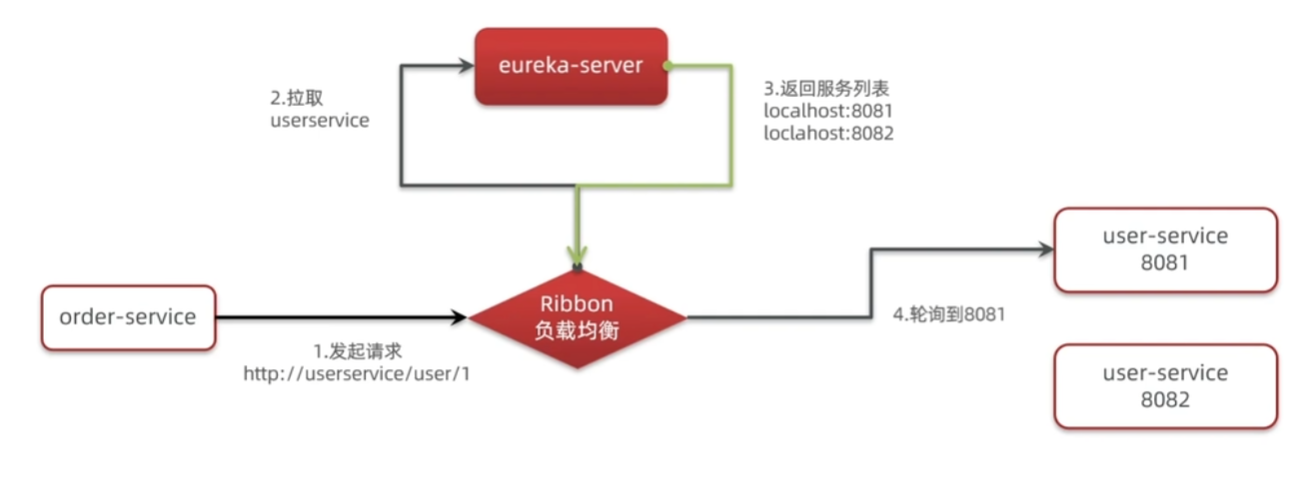 eureka-server
2.拉取
userservice
3.返回服务列表
localhost:8081
loclahost:8082
user-service
8081
order-service
Ribbon
负载均衡
4.轮询到8081
1.发起请求
http://userservice/user/1
user-service
8082